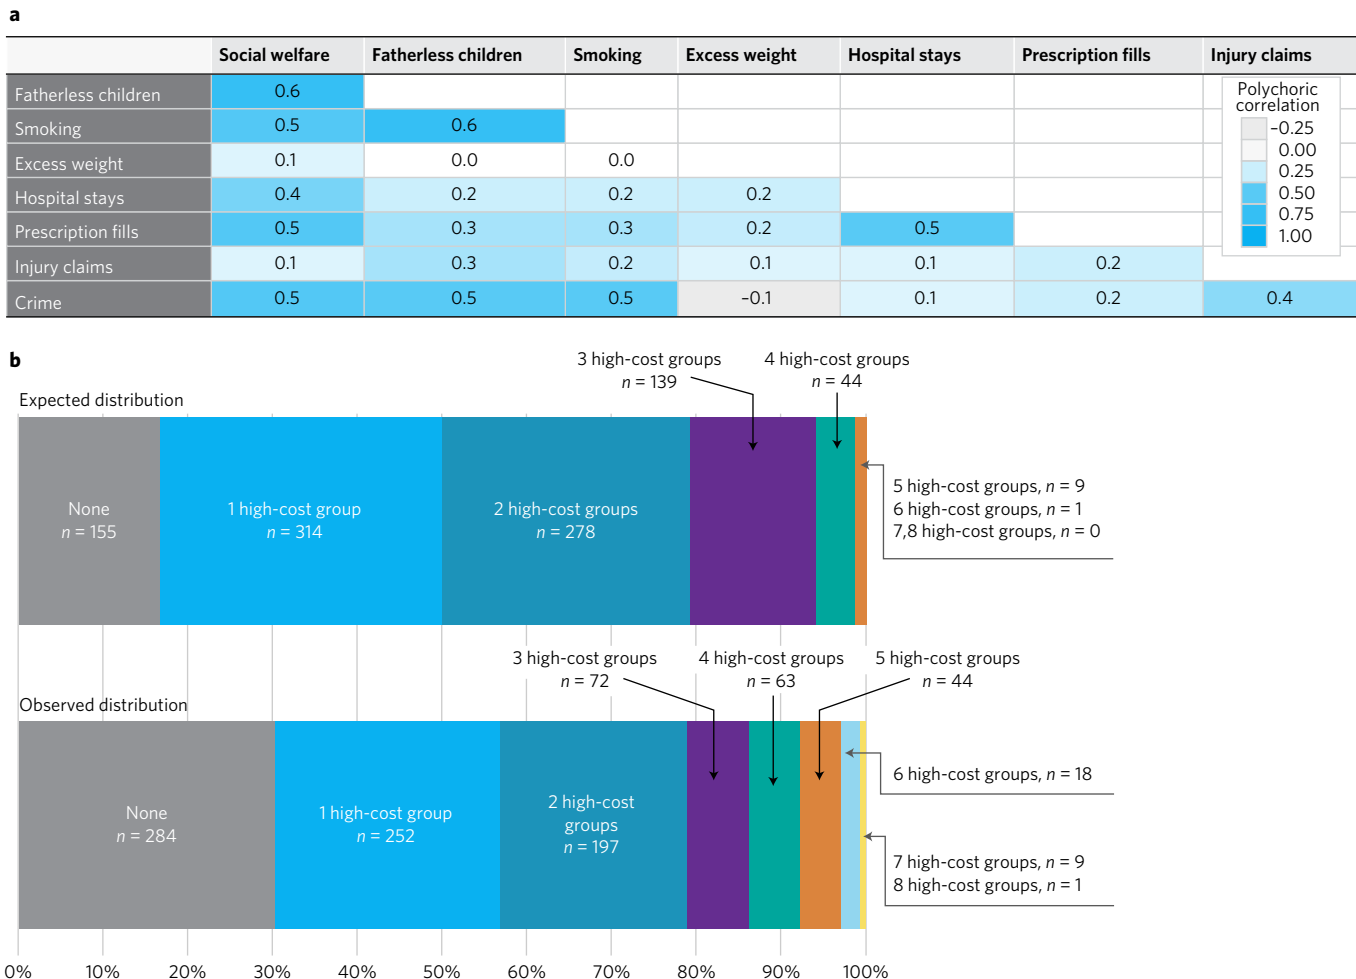 a
Social welfare Fatherless children Smoking Excess weight Hospital stays Prescription fills Injury claims
Fatherless children 0.6
Smoking 0.5 0.6
Excess weight 0.1 0.0 0.0
Hospital stays 0.4 0.2 0.2 0.2
Prescription fills 0.5 0.3 0.3 0.2 0.5
Injury claims 0.1 0.3 0.2 0.1 0.1 0.2
Crime 0.5 0.5 0.5 –0.1 0.1 0.2 0.4
Polychoric
correlation
–0.25
0.00
0.25
0.50
0.75
1.00
b
3 high-cost groups
n = 139
4 high-cost groups
n = 44
Expected distribution
None
n = 155
1 high-cost group
n = 314
2 high-cost groups
n = 278
5 high-cost groups, n = 9
6 high-cost groups, n = 1
7,8 high-cost groups, n = 0
3 high-cost groups
n = 72
4 high-cost groups
n = 63
5 high-cost groups
n = 44
Observed distribution
None
n = 284
1 high-cost group
n = 252
2 high-cost
groups
n = 197
6 high-cost groups, n = 18
7 high-cost groups, n = 9
8 high-cost groups, n = 1
0% 10% 20% 30% 40% 50% 60% 70% 80% 90% 100%